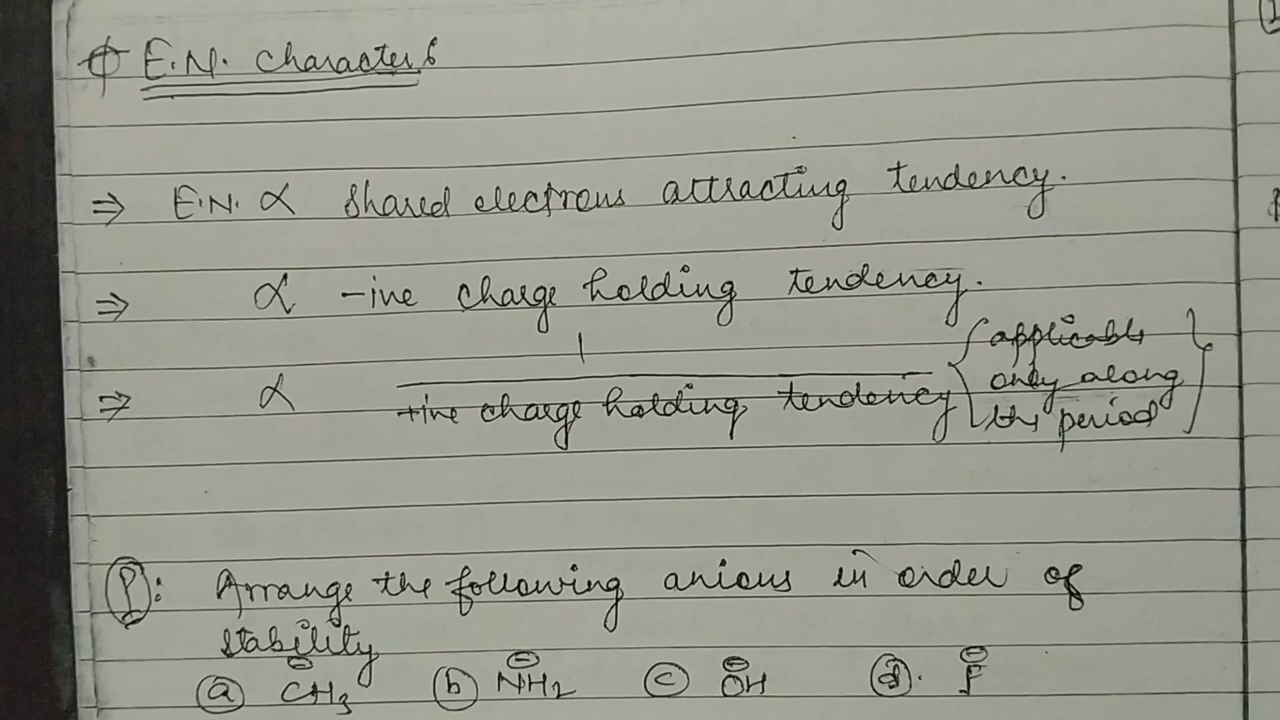 E.N. Character:
⇒ E.N. α shared electrons attracting tendency.
⇒ α -ive charge holding tendency.
⇒ α 1 / +ive charge holding tendency {applicable only along the period}
(P): Arrange the following anions in order of
stability
(a) CH₃⊖ (b) NH₂⊖ (c) OH⊖ (d). F⊖